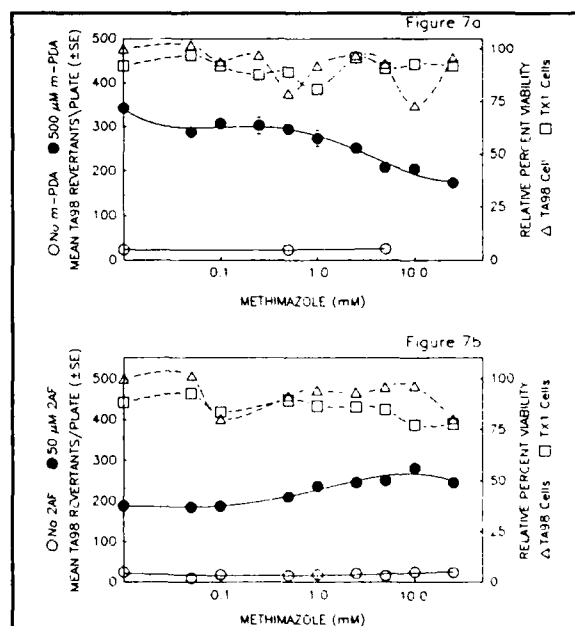 Figure 7a
○ No m-PDA ● 500 μM m-PDA
MEAN TA98 REVERTANTS\PLATE (±SE)
500
400
300
200
100
0
100
75
50
25
0
RELATIVE PERCENT VIABILITY
△ TA98 Cell □ TX1 Cells
0.1 1.0 10.0
METHIMAZOLE (mM)
Figure 7b
○ No 2AF ● 50 μM 2AF
MEAN TA98 REVERTANTS/PLATE (±SE)
500
400
300
200
100
0
100
75
50
25
0
RELATIVE PERCENT VIABILITY
△ TA98 Cells □ TX1 Cells
0.1 1.0 10.0
METHIMAZOLE (mM)